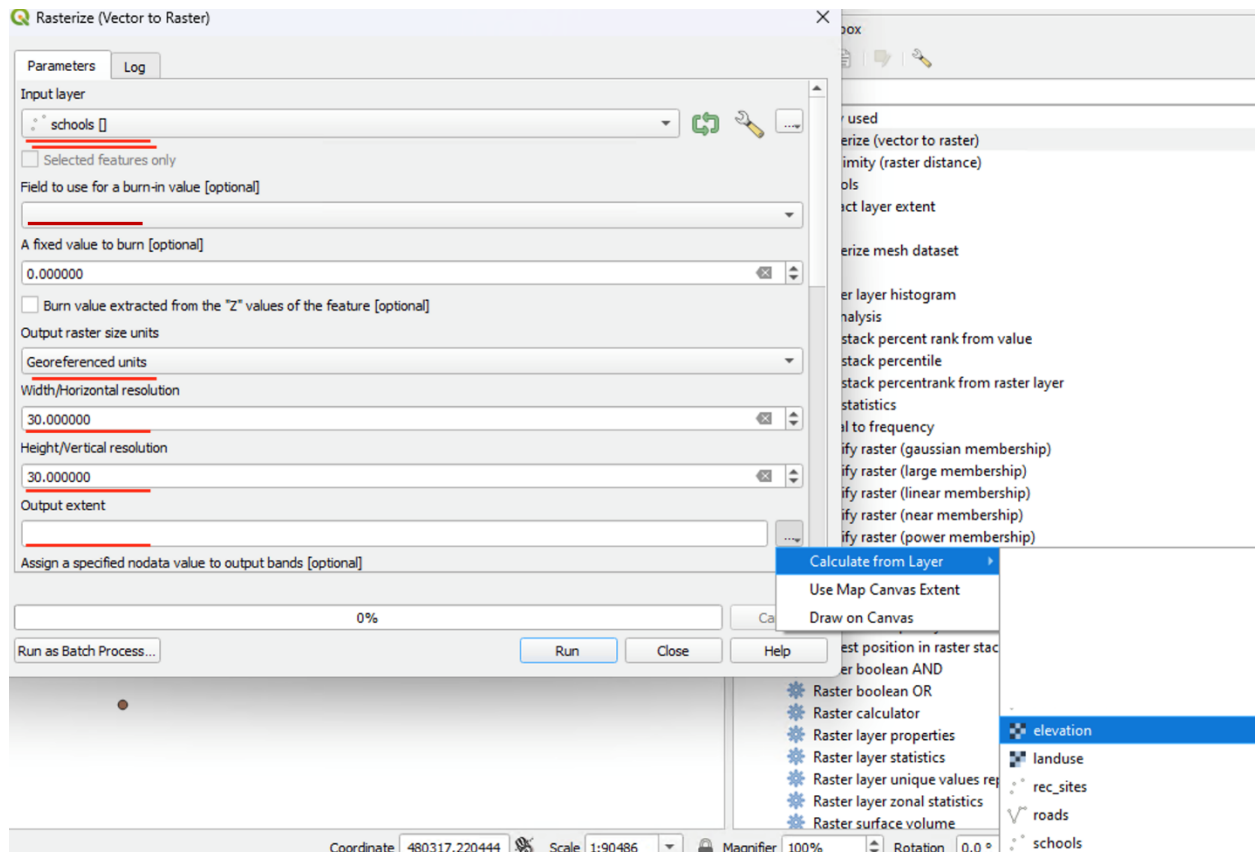 Rasterize (Vector to Raster)
Parameters
Log
Input layer
schools []
Selected features only
Field to use for a burn-in value [optional]
A fixed value to burn [optional]
0.000000
Burn value extracted from the "Z" values of the feature [optional]
Output raster size units
Georeferenced units
Width/Horizontal resolution
30.000000
Height/Vertical resolution
30.000000
Output extent
Assign a specified nodata value to output bands [optional]
0%
Ca
Run as Batch Process...
Run
Close
Help
Calculate from Layer
Use Map Canvas Extent
Draw on Canvas
elevation
landuse
rec_sites
roads
schools
box
used
erize (vector to raster)
imity (raster distance)
ols
act layer extent
erize mesh dataset
er layer histogram
nalysis
stack percent rank from value
stack percentile
stack percentrank from raster layer
statistics
al to frequency
ify raster (gaussian membership)
ify raster (large membership)
ify raster (linear membership)
ify raster (near membership)
ify raster (power membership)
est position in raster stac
er boolean AND
Raster boolean OR
Raster calculator
Raster layer properties
Raster layer statistics
Raster layer unique values rep
Raster layer zonal statistics
Raster surface volume
Coordinate 480317,220444 Scale 1:90486 Magnifier 100% Rotation 0.0 °